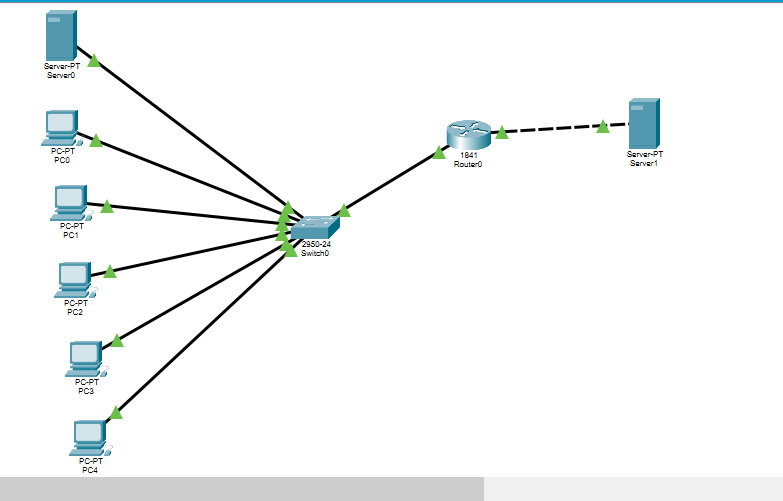 Server-PT
Server0
PC-PT
PC0
PC-PT
PC1
PC-PT
PC2
PC-PT
PC3
PC-PT
PC4
2950-24
Switch0
1841
Router0
Server-PT
Server1